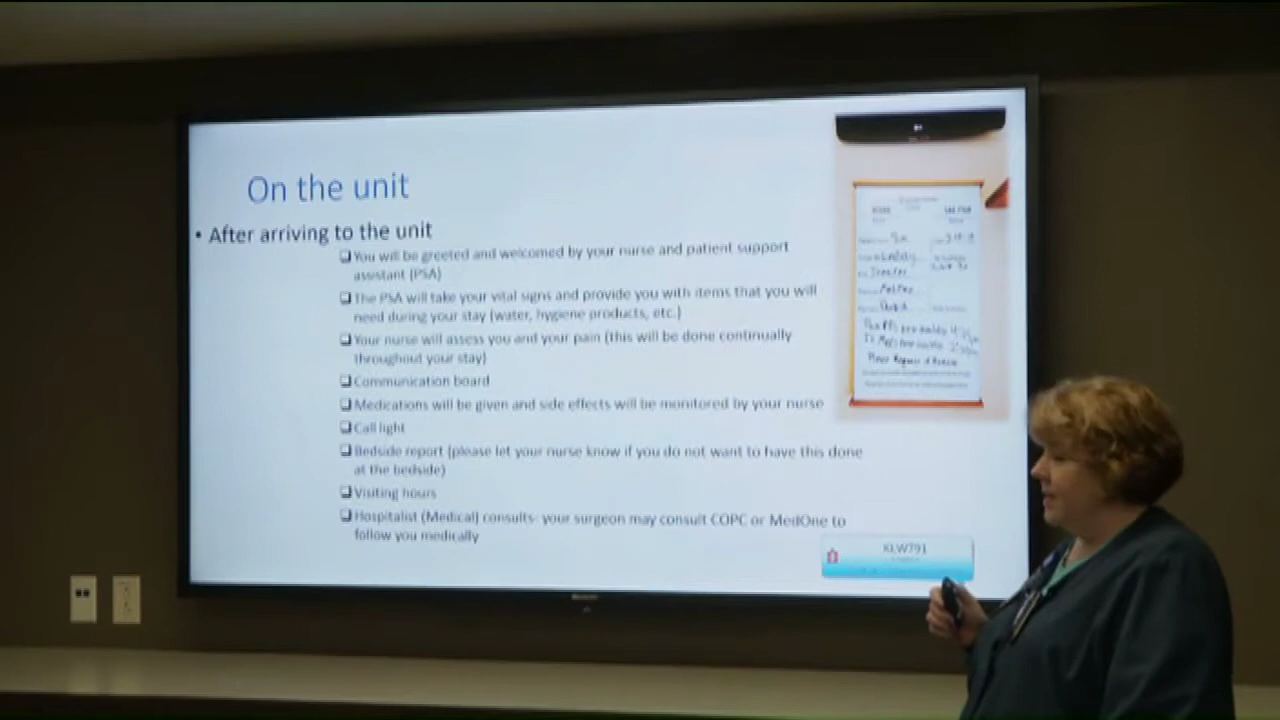 On the unit
• After arriving to the unit
❑ You will be greeted and welcomed by your nurse and patient support
assistant (PSA)
❑ The PSA will take your vital signs and provide you with items that you will
need during your stay (water, hygiene products, etc.)
❑ Your nurse will assess you and your pain (this will be done continually
throughout your stay)
❑ Communication board
❑ Medications will be given and side effects will be monitored by your nurse
❑ Call light
❑ Bedside report (please let your nurse know if you do not want to have this done
at the bedside)
❑ Visiting hours
❑ Hospitalist (Medical) consults- your surgeon may consult COPC or MedOne to
follow you medically
KLW791